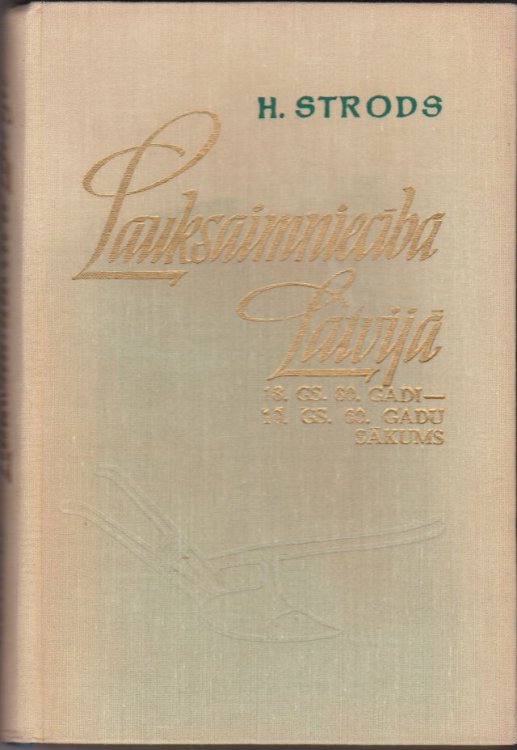 H. STRODS
Lauksaimniecība
Latvijā
18. GS. 80. GADI—
19. GS. 60. GADU
SĀKUMS